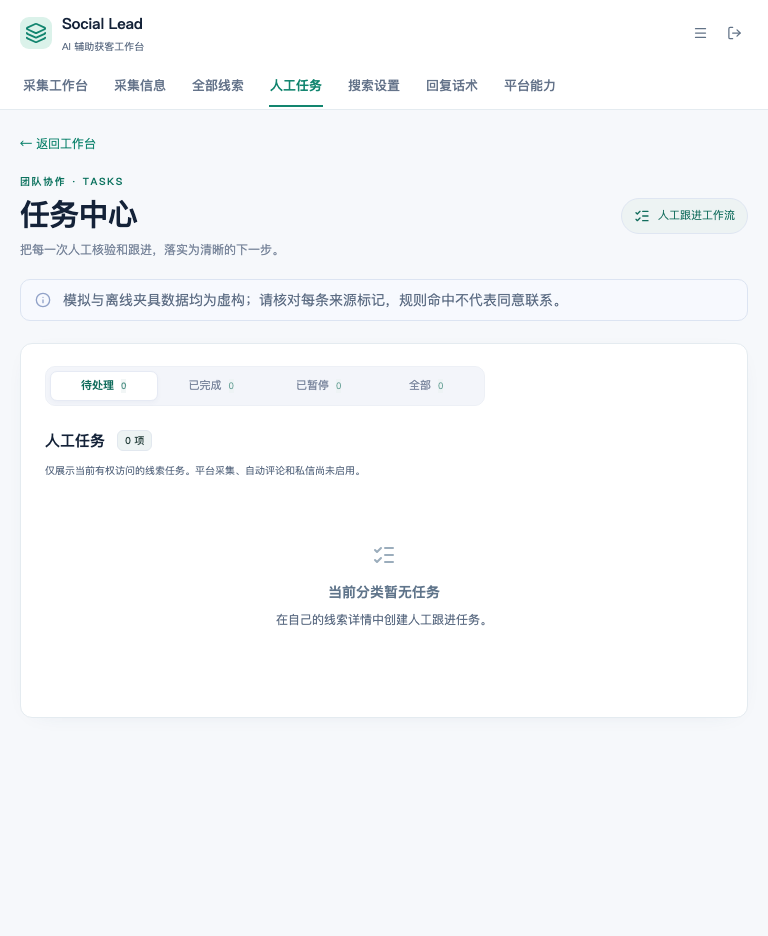 Social Lead
AI 辅助获客工作台
采集工作台 采集信息 全部线索 人工任务 搜索设置 回复话术 平台能力
← 返回工作台
团队协作 · TASKS
任务中心
人工跟进工作流
把每一次人工核验和跟进，落实为清晰的下一步。
模拟与离线夹具数据均为虚构；请核对每条来源标记，规则命中不代表同意联系。
待处理 0 已完成 0 已暂停 0 全部 0
人工任务 0 项
仅展示当前有权访问的线索任务。平台采集、自动评论和私信尚未启用。
当前分类暂无任务
在自己的线索详情中创建人工跟进任务。